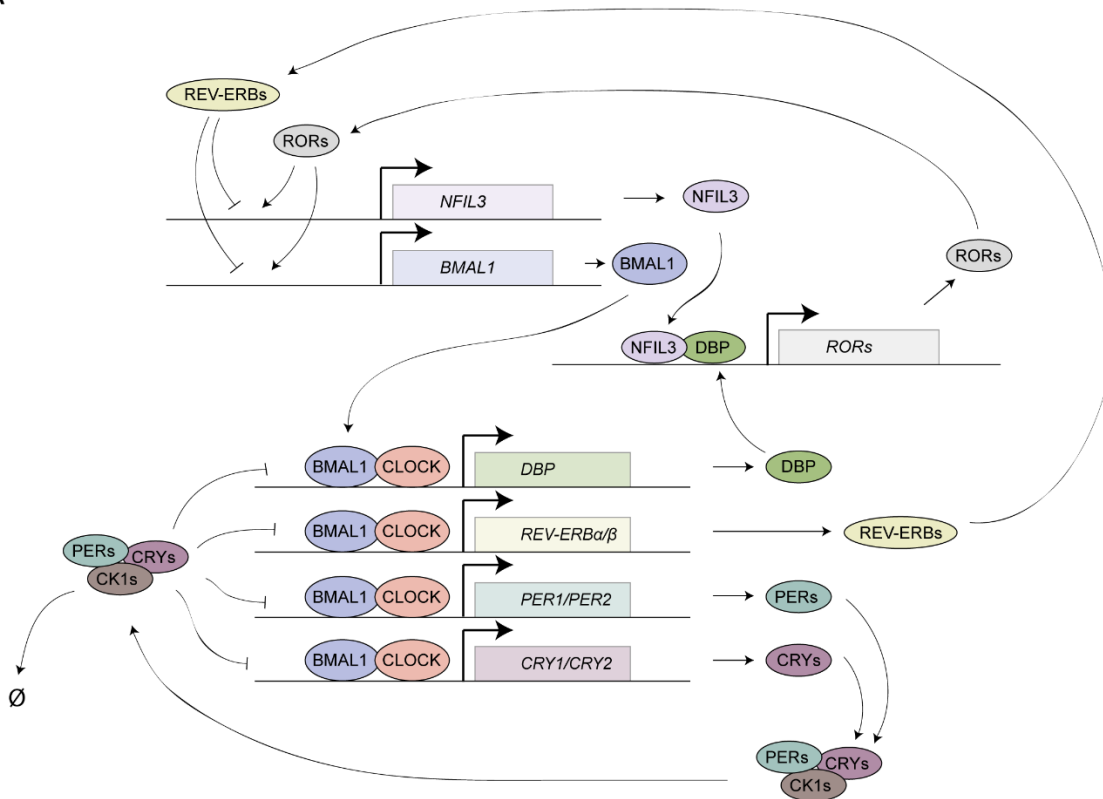 REV-ERBs
RORs
NFIL3
NFIL3
BMAL1
BMAL1
RORs
NFIL3
DBP
RORs
BMAL1
CLOCK
DBP
DBP
BMAL1
CLOCK
REV-ERBα/β
REV-ERBs
PERs
CRYs
CK1s
BMAL1
CLOCK
PER1/PER2
PERs
BMAL1
CLOCK
CRY1/CRY2
CRYs
Ø
PERs
CRYs
CK1s